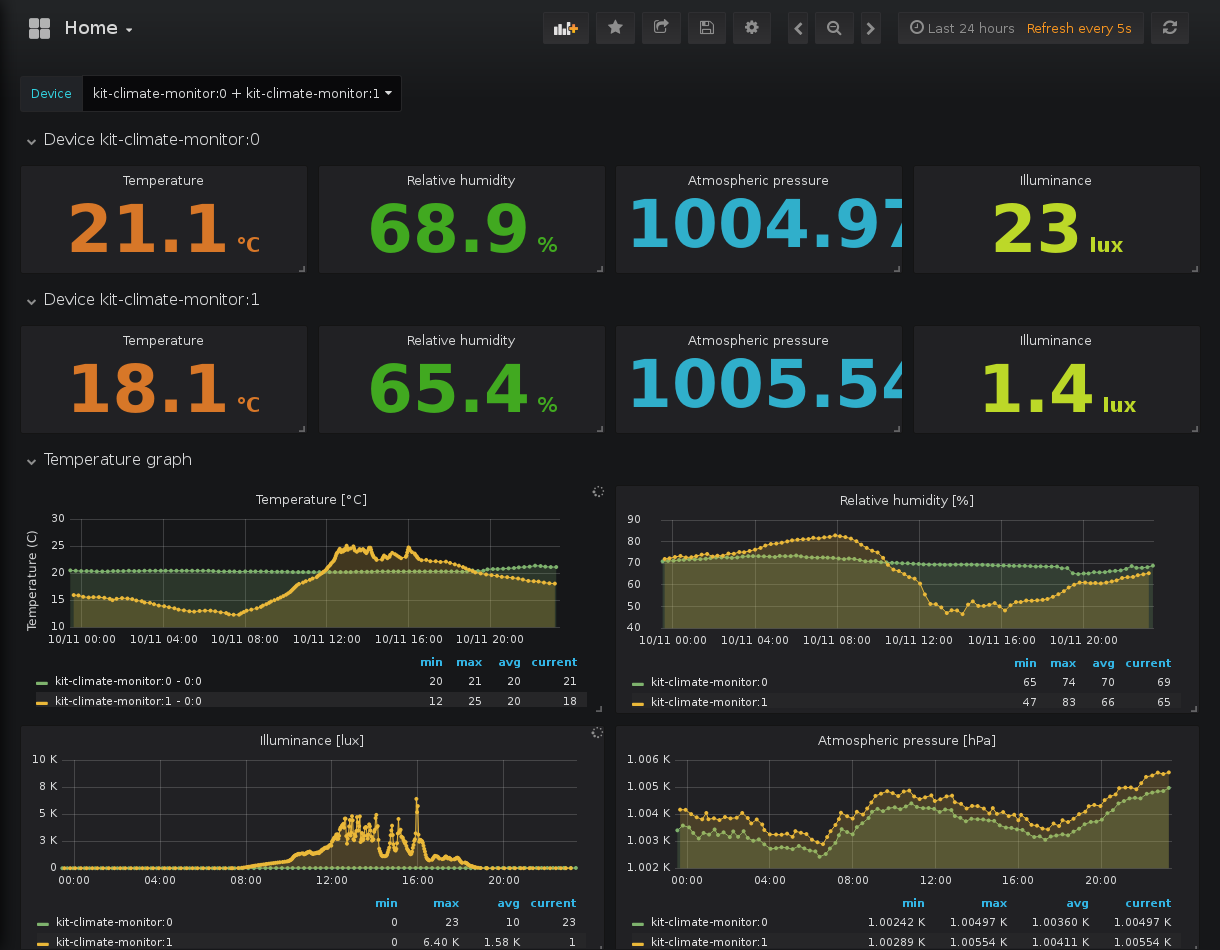 Home
Last 24 hours Refresh every 5s
Device kit-climate-monitor:0 + kit-climate-monitor:1
Device kit-climate-monitor:0
Temperature Relative humidity Atmospheric pressure Illuminance
21.1 °C 68.9 % 1004.97 23 lux
Device kit-climate-monitor:1
Temperature Relative humidity Atmospheric pressure Illuminance
18.1 °C 65.4 % 1005.54 1.4 lux
Temperature graph
Temperature [°C]
Temperature (C)
30
25
20
15
10
10/11 00:00 10/11 04:00 10/11 08:00 10/11 12:00 10/11 16:00 10/11 20:00
min max avg current
kit-climate-monitor:0 - 0:0 20 21 20 21
kit-climate-monitor:1 - 0:0 12 25 20 18
Relative humidity [%]
90
80
70
60
50
40
10/11 00:00 10/11 04:00 10/11 08:00 10/11 12:00 10/11 16:00 10/11 20:00
min max avg current
kit-climate-monitor:0 65 74 70 69
kit-climate-monitor:1 47 83 66 65
Illuminance [lux]
10 K
8 K
5 K
3 K
0
00:00 04:00 08:00 12:00 16:00 20:00
min max avg current
kit-climate-monitor:0 0 23 10 23
kit-climate-monitor:1 0 6.40 K 1.58 K 1
Atmospheric pressure [hPa]
1.006 K
1.005 K
1.004 K
1.003 K
1.002 K
00:00 04:00 08:00 12:00 16:00 20:00
min max avg current
kit-climate-monitor:0 1.00242 K 1.00497 K 1.00360 K 1.00497 K
kit-climate-monitor:1 1.00289 K 1.00554 K 1.00411 K 1.00554 K